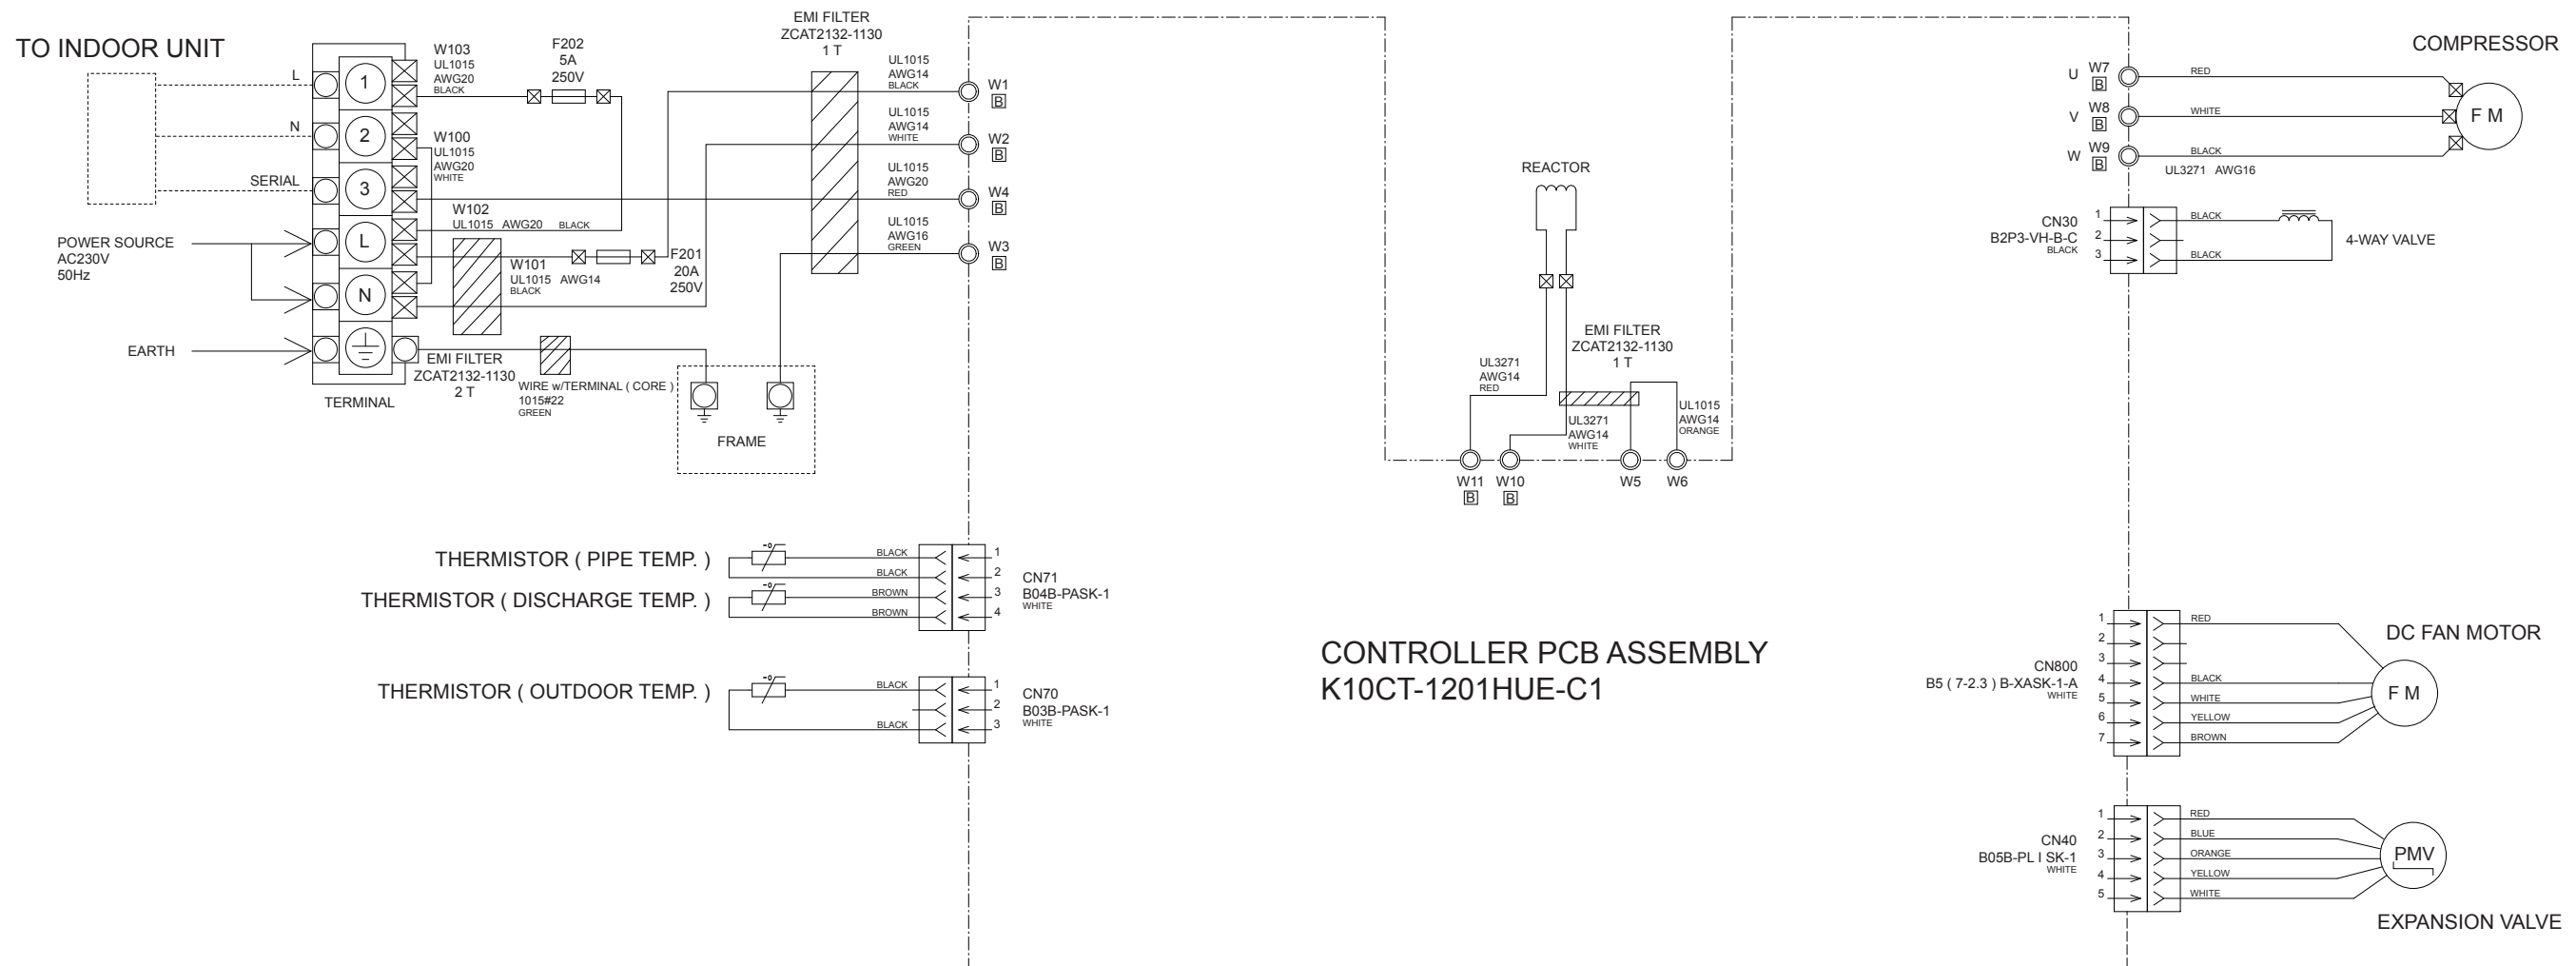 TO INDOOR UNIT
L
N
SERIAL
POWER SOURCE
AC230V
50Hz
EARTH
1
2
3
L
N
TERMINAL
W103
UL1015
AWG20
BLACK
F202
5A
250V
W100
UL1015
AWG20
WHITE
W102
UL1015 AWG20 BLACK
W101
UL1015 AWG14
BLACK
F201
20A
250V
EMI FILTER
ZCAT2132-1130
2 T
WIRE w/TERMINAL ( CORE )
1015#22
GREEN
FRAME
EMI FILTER
ZCAT2132-1130
1 T
UL1015
AWG14
BLACK
W1
B
UL1015
AWG14
WHITE
W2
B
UL1015
AWG20
RED
W4
B
UL1015
AWG16
GREEN
W3
B
REACTOR
EMI FILTER
ZCAT2132-1130
1 T
UL3271
AWG14
RED
UL3271
AWG14
WHITE
UL1015
AWG14
ORANGE
W11
B
W10
B
W5
W6
COMPRESSOR
U W7
B
RED
V W8
B
WHITE
W W9
B
BLACK
UL3271 AWG16
F M
CN30
B2P3-VH-B-C
BLACK
1
2
3
BLACK
BLACK
4-WAY VALVE
THERMISTOR ( PIPE TEMP. )
THERMISTOR ( DISCHARGE TEMP. )
BLACK
BLACK
BROWN
BROWN
1
2
3
4
CN71
B04B-PASK-1
WHITE
THERMISTOR ( OUTDOOR TEMP. )
BLACK
BLACK
1
2
3
CN70
B03B-PASK-1
WHITE
CONTROLLER PCB ASSEMBLY
K10CT-1201HUE-C1
CN800
B5 ( 7-2.3 ) B-XASK-1-A
WHITE
1
2
3
4
5
6
7
RED
BLACK
WHITE
YELLOW
BROWN
DC FAN MOTOR
F M
CN40
B05B-PL I SK-1
WHITE
1
2
3
4
5
RED
BLUE
ORANGE
YELLOW
WHITE
PMV
EXPANSION VALVE